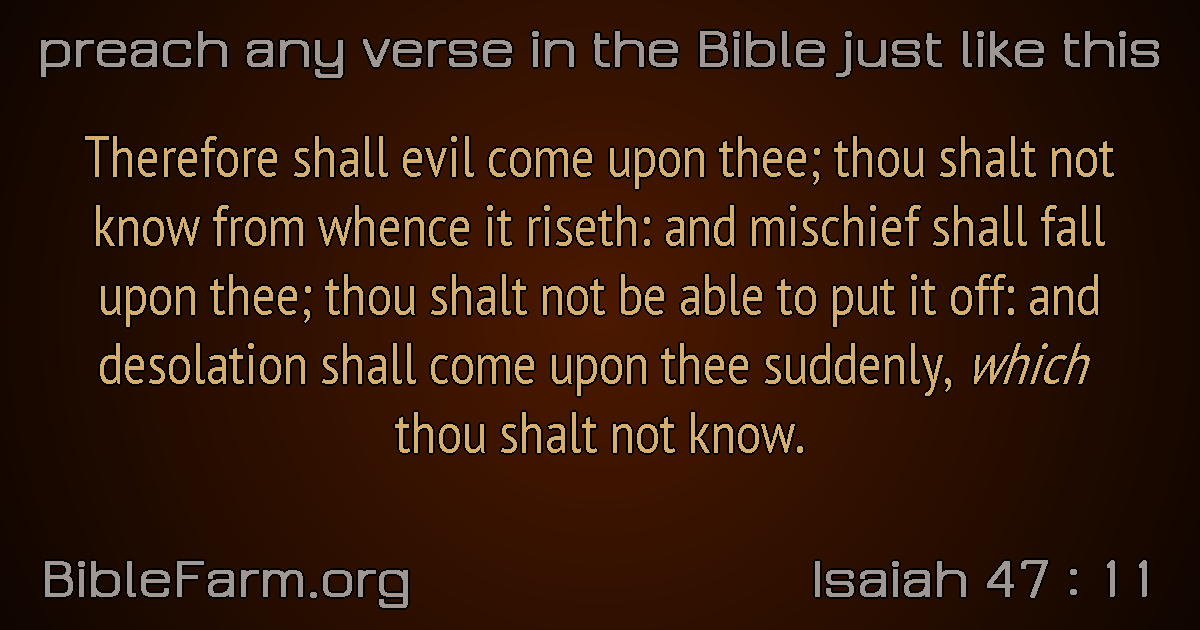 preach any verse in the Bible just like this
Therefore shall evil come upon thee; thou shalt not
know from whence it riseth: and mischief shall fall
upon thee; thou shalt not be able to put it off: and
desolation shall come upon thee suddenly, which
thou shalt not know.
BibleFarm.org
Isaiah 47 : 11